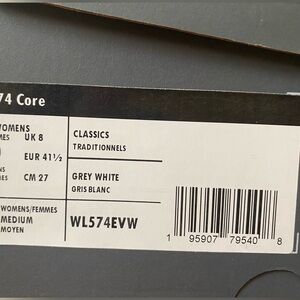 74 Core
WOMENS
UK 8
EUR 41½
CM 27
CLASSICS
TRADITIONNELS
GREY WHITE
GRIS BLANC
WOMENS/FEMMES
MEDIUM
MOYEN
WL574EVW
1 95907 79540 8